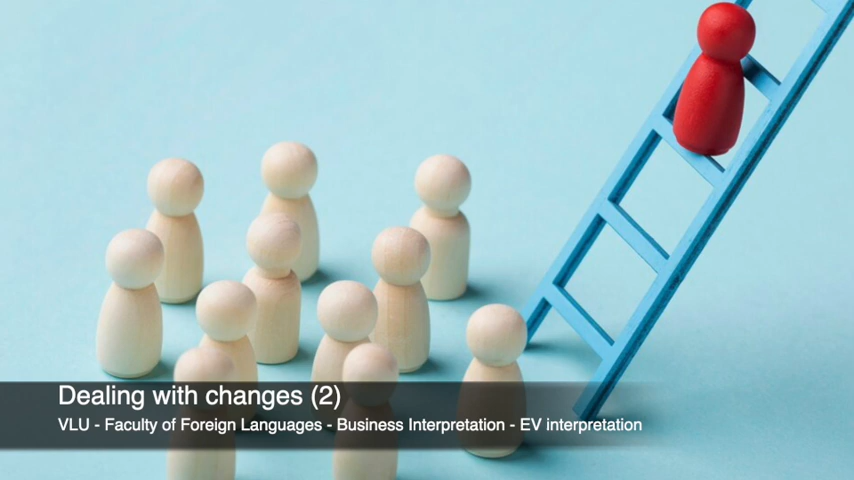 Dealing with changes (2)
VLU - Faculty of Foreign Languages - Business Interpretation - EV interpretation